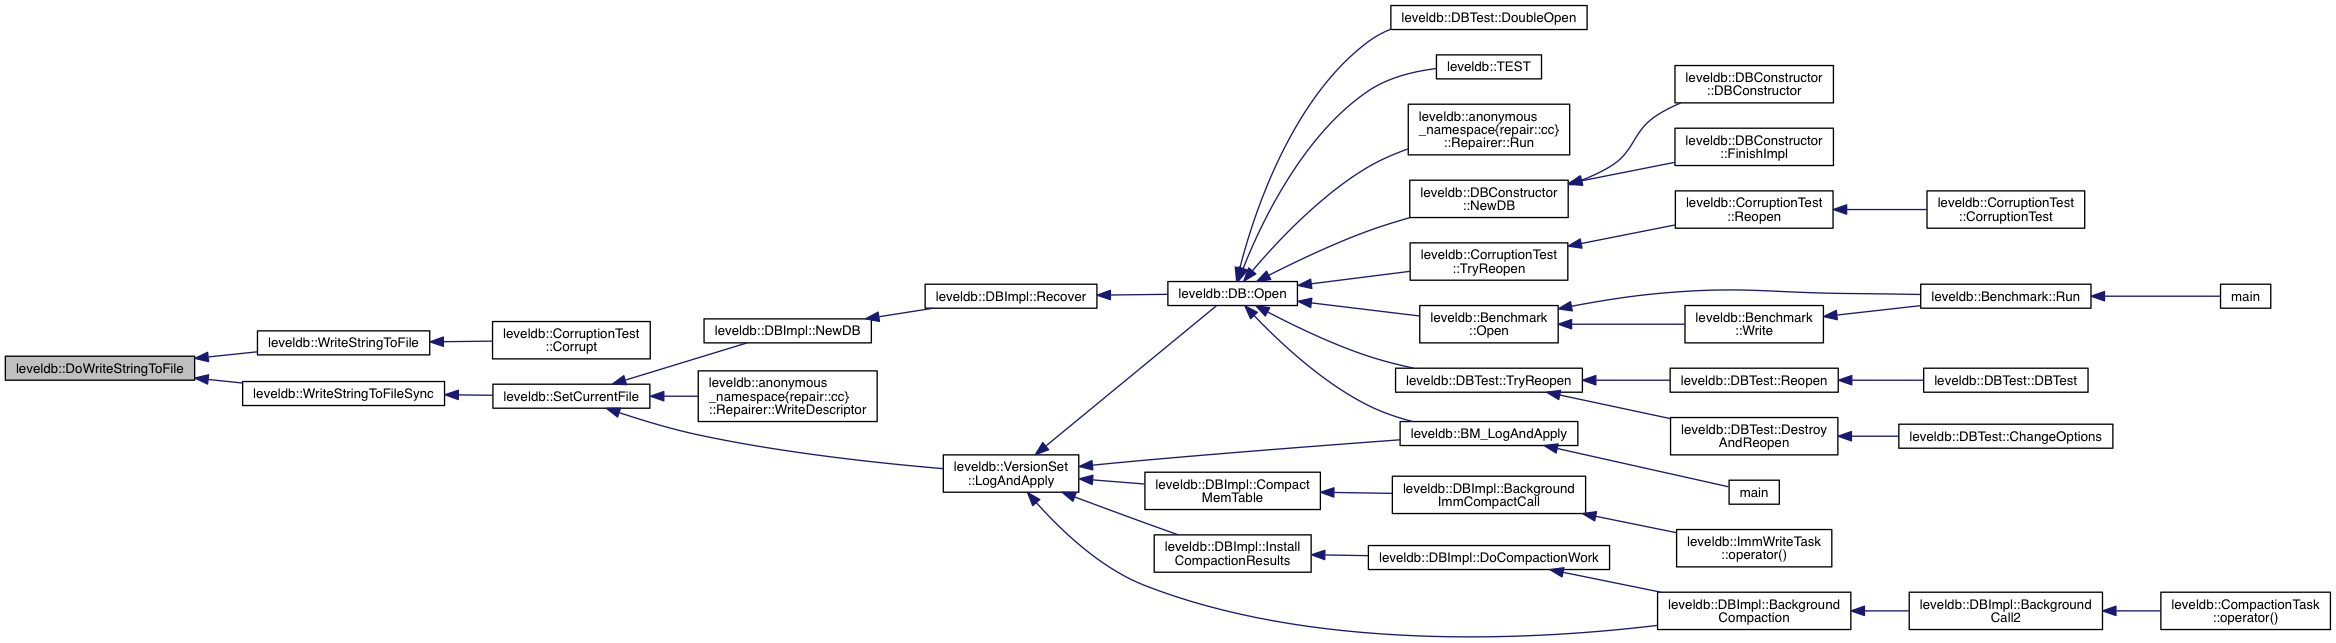 leveldb::DoWriteStringToFile
leveldb::WriteStringToFile
leveldb::WriteStringToFileSync
leveldb::CorruptionTest
::Corrupt
leveldb::SetCurrentFile
leveldb::DBImpl::NewDB
leveldb::anonymous
_namespace{repair::cc}
::Repairer::WriteDescriptor
leveldb::DBImpl::Recover
leveldb::VersionSet
::LogAndApply
leveldb::DB::Open
leveldb::DBImpl::Compact
MemTable
leveldb::DBImpl::Install
CompactionResults
leveldb::DBTest::DoubleOpen
leveldb::TEST
leveldb::anonymous
_namespace{repair::cc}
::Repairer::Run
leveldb::DBConstructor
::NewDB
leveldb::CorruptionTest
::TryReopen
leveldb::Benchmark
::Open
leveldb::DBTest::TryReopen
leveldb::BM_LogAndApply
leveldb::DBImpl::Background
ImmCompactCall
leveldb::DBImpl::DoCompactionWork
leveldb::DBConstructor
::DBConstructor
leveldb::DBConstructor
::FinishImpl
leveldb::CorruptionTest
::Reopen
leveldb::Benchmark
::Write
leveldb::DBTest::Reopen
leveldb::DBTest::Destroy
AndReopen
main
leveldb::ImmWriteTask
::operator()
leveldb::DBImpl::Background
Compaction
leveldb::CorruptionTest
::CorruptionTest
leveldb::Benchmark::Run
leveldb::DBTest::DBTest
leveldb::DBTest::ChangeOptions
leveldb::DBImpl::Background
Call2
main
leveldb::CompactionTask
::operator()